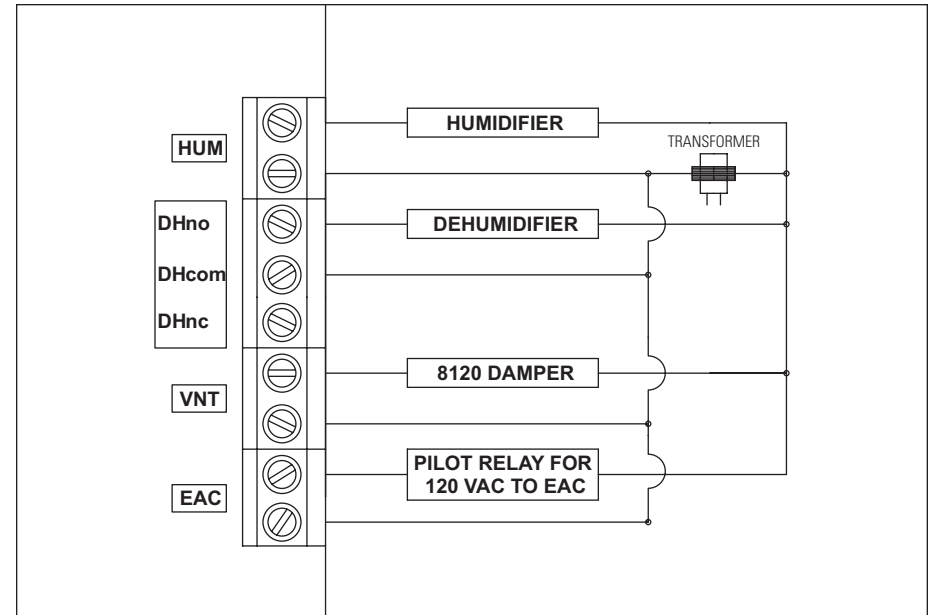 HUMIDIFIER
TRANSFORMER
HUM
DHno
DEHUMIDIFIER
DHcom
DHnc
8120 DAMPER
VNT
PILOT RELAY FOR
120 VAC TO EAC
EAC